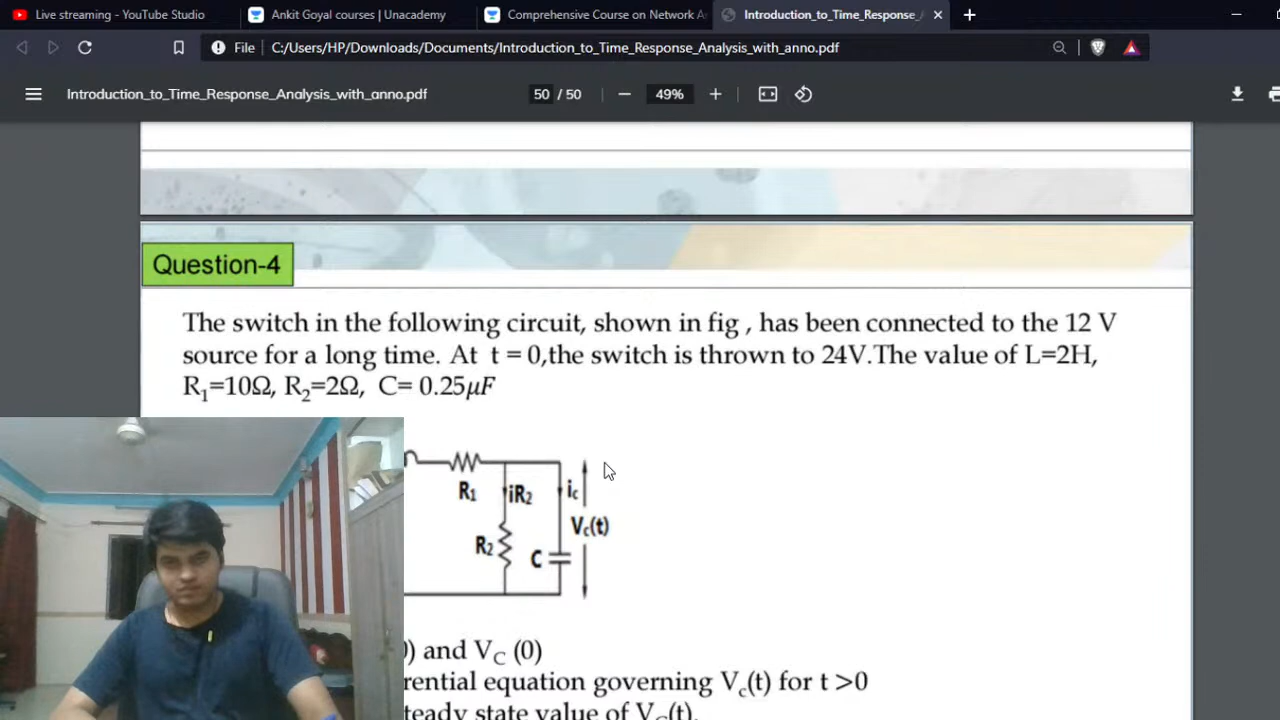 Live streaming - YouTube Studio
Ankit Goyal courses | Unacademy
Comprehensive Course on Network A
Introduction_to_Time_Response_
File
C:/Users/HP/Downloads/Documents/Introduction_to_Time_Response_Analysis_with_anno.pdf
Introduction_to_Time_Response_Analysis_with_anno.pdf
50 / 50
49%
Question-4
The switch in the following circuit, shown in fig , has been connected to the 12 V
source for a long time. At t = 0,the switch is thrown to 24V.The value of L=2H,
R₁=10Ω, R₂=2Ω, C= 0.25μF
R₁
iR₂
i꜀
Vc(t)
R₂
C
) and VC (0)
rential equation governing Vc(t) for t >0
teady state value of VC(t).